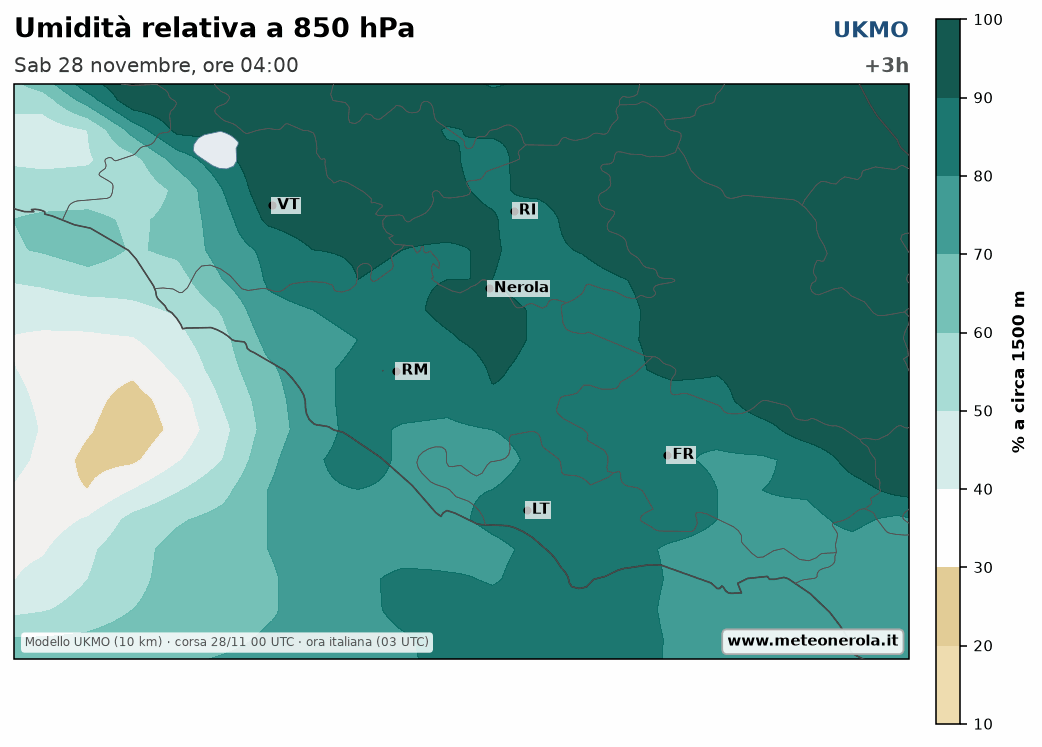 Umidità relativa a 850 hPa
UKMO
Sab 28 novembre, ore 04:00
+3h
100
90
80
70
60
50
40
30
20
10
% a circa 1500 m
VT
RI
Nerola
RM
FR
LT
Modello UKMO (10 km) · corsa 28/11 00 UTC · ora italiana (03 UTC)
www.meteonerola.it